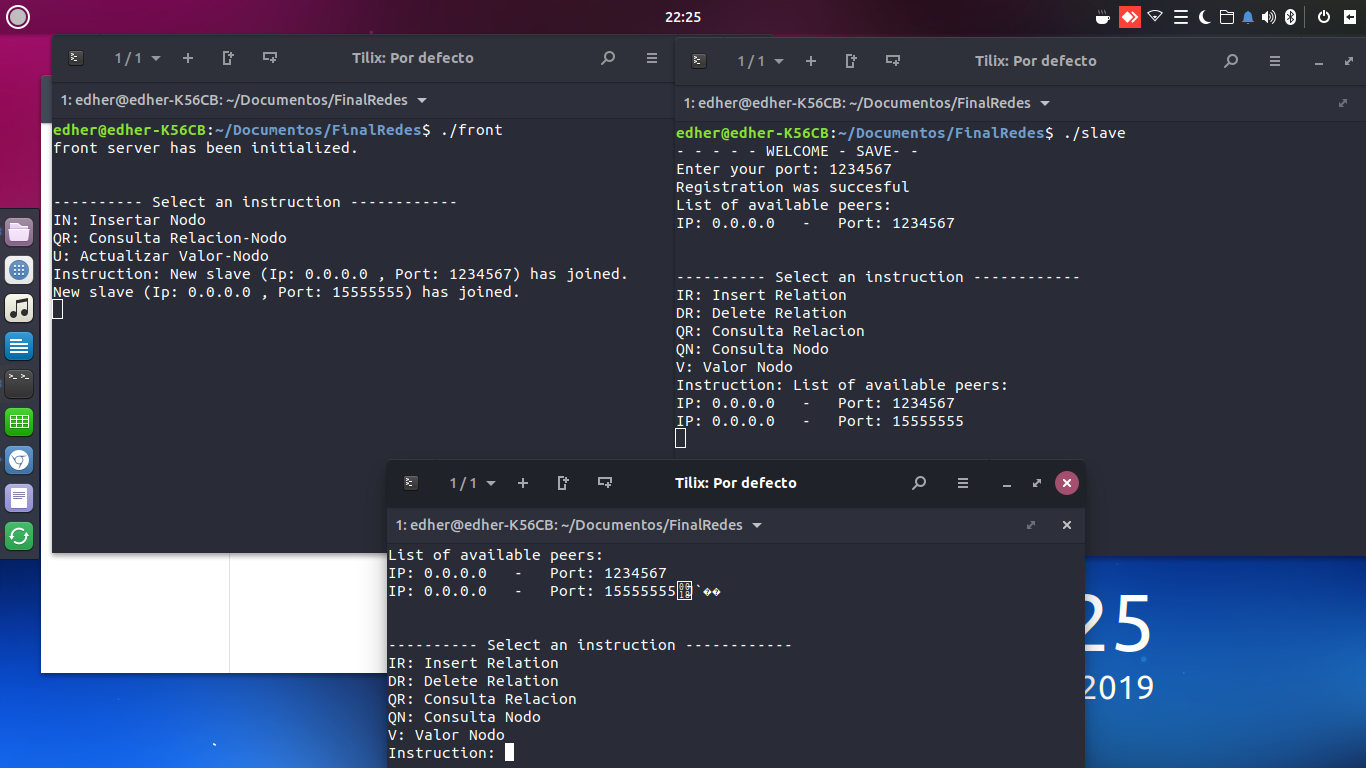 22:25
1 / 1
Tilix: Por defecto
1: edher@edher-K56CB: ~/Documentos/FinalRedes
edher@edher-K56CB:~/Documentos/FinalRedes$ ./front
front server has been initialized.
---------- Select an instruction ------------
IN: Insertar Nodo
QR: Consulta Relacion-Nodo
U: Actualizar Valor-Nodo
Instruction: New slave (Ip: 0.0.0.0 , Port: 1234567) has joined.
New slave (Ip: 0.0.0.0 , Port: 15555555) has joined.
1 / 1
Tilix: Por defecto
1: edher@edher-K56CB: ~/Documentos/FinalRedes
edher@edher-K56CB:~/Documentos/FinalRedes$ ./slave
- - - - - WELCOME - SAVE- -
Enter your port: 1234567
Registration was succesful
List of available peers:
IP: 0.0.0.0   -   Port: 1234567
---------- Select an instruction ------------
IR: Insert Relation
DR: Delete Relation
QR: Consulta Relacion
QN: Consulta Nodo
V: Valor Nodo
Instruction: List of available peers:
IP: 0.0.0.0   -   Port: 1234567
IP: 0.0.0.0   -   Port: 15555555
1 / 1
Tilix: Por defecto
1: edher@edher-K56CB: ~/Documentos/FinalRedes
List of available peers:
IP: 0.0.0.0   -   Port: 1234567
IP: 0.0.0.0   -   Port: 15555555`��
---------- Select an instruction ------------
IR: Insert Relation
DR: Delete Relation
QR: Consulta Relacion
QN: Consulta Nodo
V: Valor Nodo
Instruction:
25
2019